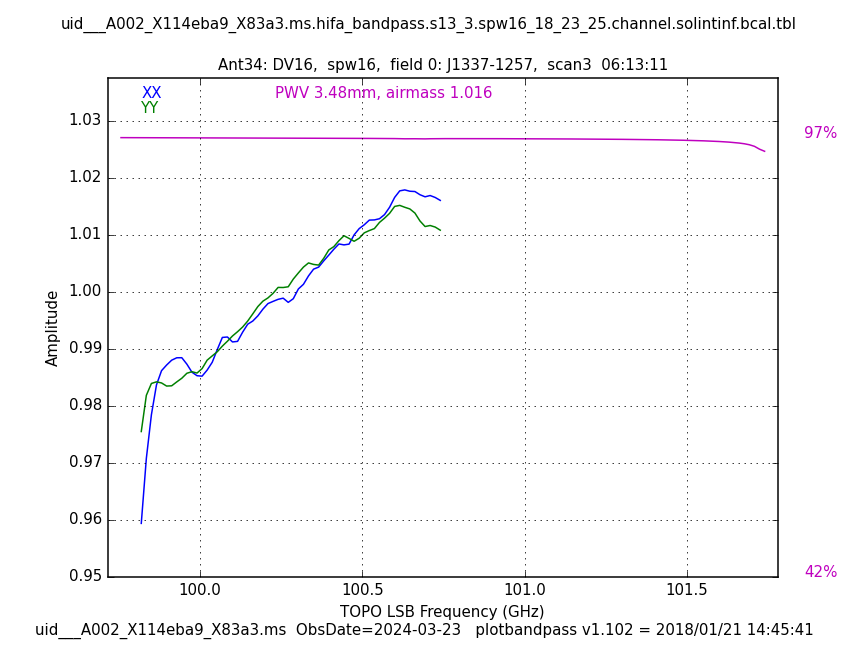 uid___A002_X114eba9_X83a3.ms.hifa_bandpass.s13_3.spw16_18_23_25.channel.solintinf.bcal.tbl
Ant34: DV16,  spw16,  field 0: J1337-1257,  scan3  06:13:11
XX
PWV 3.48mm, airmass 1.016
YY
1.03
97%
1.02
1.01
1.00
0.99
0.98
0.97
0.96
0.95
42%
Amplitude
100.0
100.5
101.0
101.5
TOPO LSB Frequency (GHz)
uid___A002_X114eba9_X83a3.ms  ObsDate=2024-03-23   plotbandpass v1.102 = 2018/01/21 14:45:41